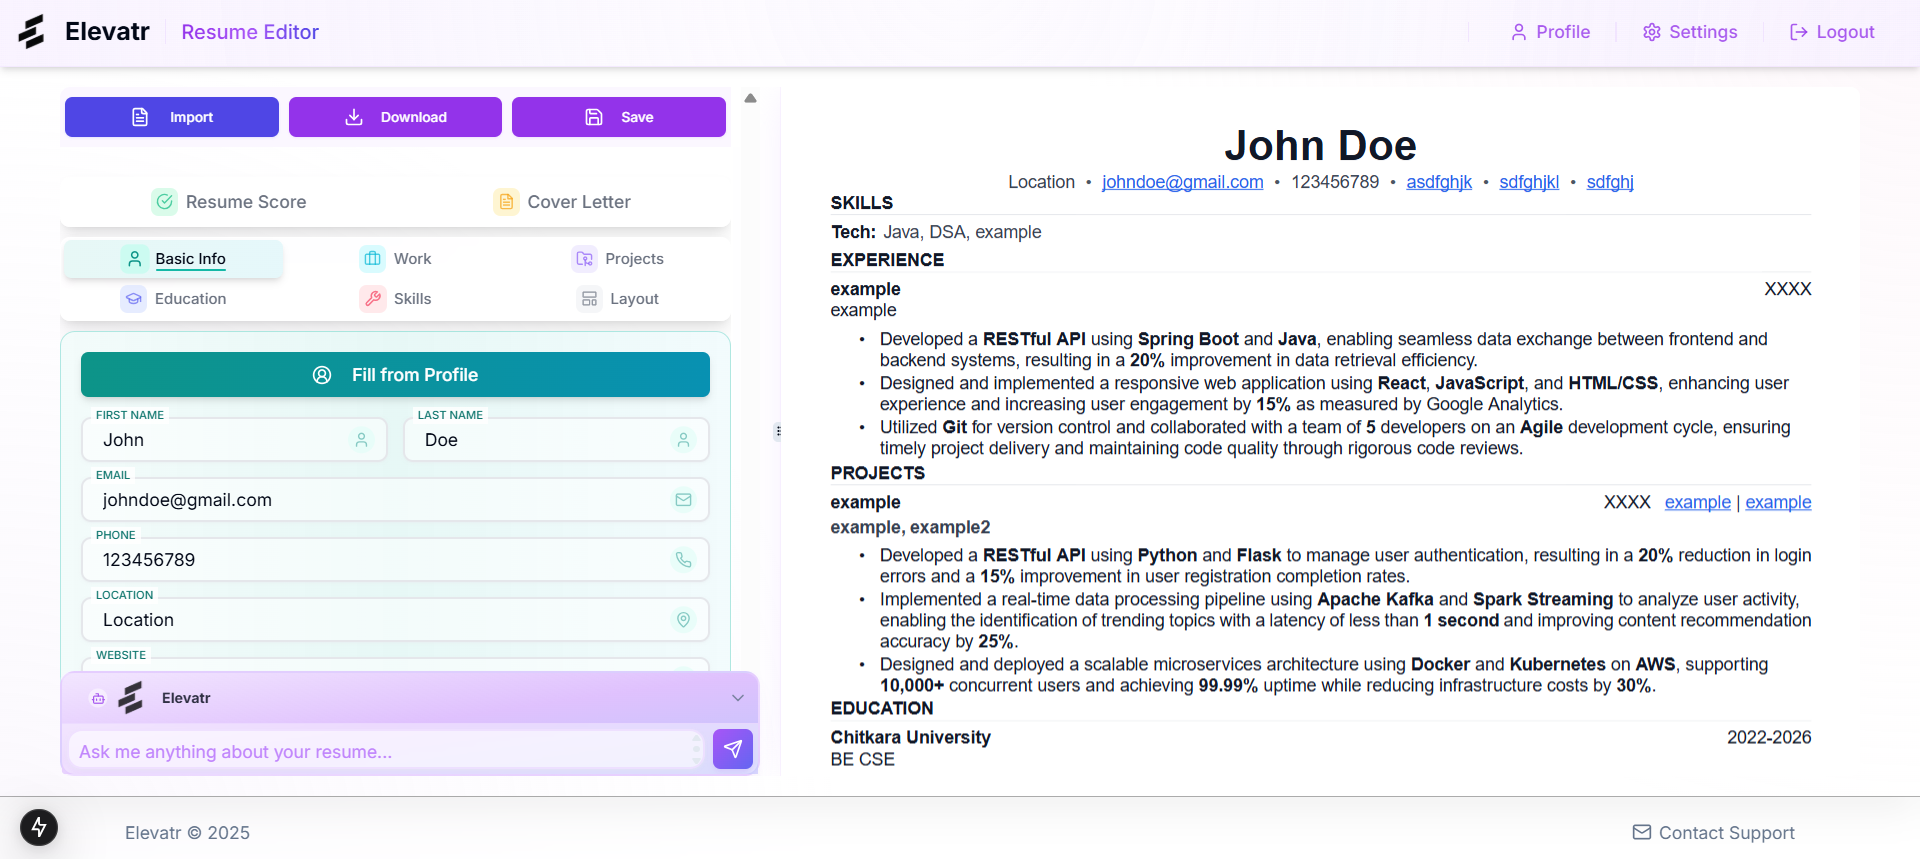 Elevatr
Resume Editor
Profile
Settings
Logout
Import
Download
Save
Resume Score
Cover Letter
Basic Info
Work
Projects
Education
Skills
Layout
Fill from Profile
FIRST NAME
John
LAST NAME
Doe
EMAIL
johndoe@gmail.com
PHONE
123456789
LOCATION
Location
WEBSITE
Elevatr
Ask me anything about your resume...
John Doe
Location • johndoe@gmail.com • 123456789 • asdfghjk • sdfghjkl • sdfghj
SKILLS
Tech: Java, DSA, example
EXPERIENCE
example XXXX
example
• Developed a RESTful API using Spring Boot and Java, enabling seamless data exchange between frontend and
backend systems, resulting in a 20% improvement in data retrieval efficiency.
• Designed and implemented a responsive web application using React, JavaScript, and HTML/CSS, enhancing user
experience and increasing user engagement by 15% as measured by Google Analytics.
• Utilized Git for version control and collaborated with a team of 5 developers on an Agile development cycle, ensuring
timely project delivery and maintaining code quality through rigorous code reviews.
PROJECTS
example XXXX example | example
example, example2
• Developed a RESTful API using Python and Flask to manage user authentication, resulting in a 20% reduction in login
errors and a 15% improvement in user registration completion rates.
• Implemented a real-time data processing pipeline using Apache Kafka and Spark Streaming to analyze user activity,
enabling the identification of trending topics with a latency of less than 1 second and improving content recommendation
accuracy by 25%.
• Designed and deployed a scalable microservices architecture using Docker and Kubernetes on AWS, supporting
10,000+ concurrent users and achieving 99.99% uptime while reducing infrastructure costs by 30%.
EDUCATION
Chitkara University 2022-2026
BE CSE
Elevatr © 2025
Contact Support